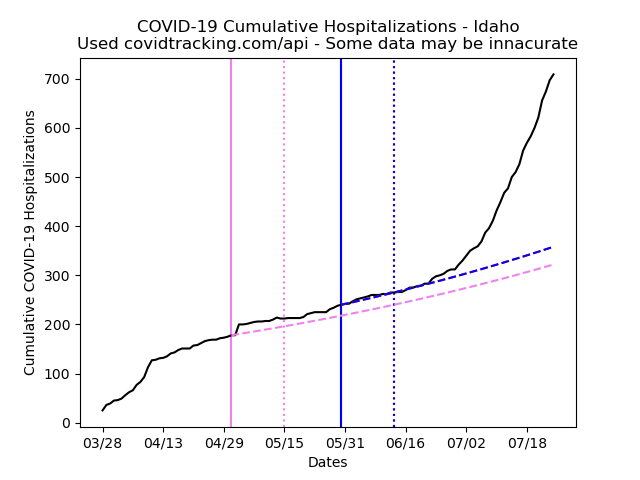 COVID-19 Cumulative Hospitalizations - Idaho
Used covidtracking.com/api - Some data may be innacurate
Cumulative COVID-19 Hospitalizations
700
600
500
400
300
200
100
0
03/28 04/13 04/29 05/15 05/31 06/16 07/02 07/18
Dates